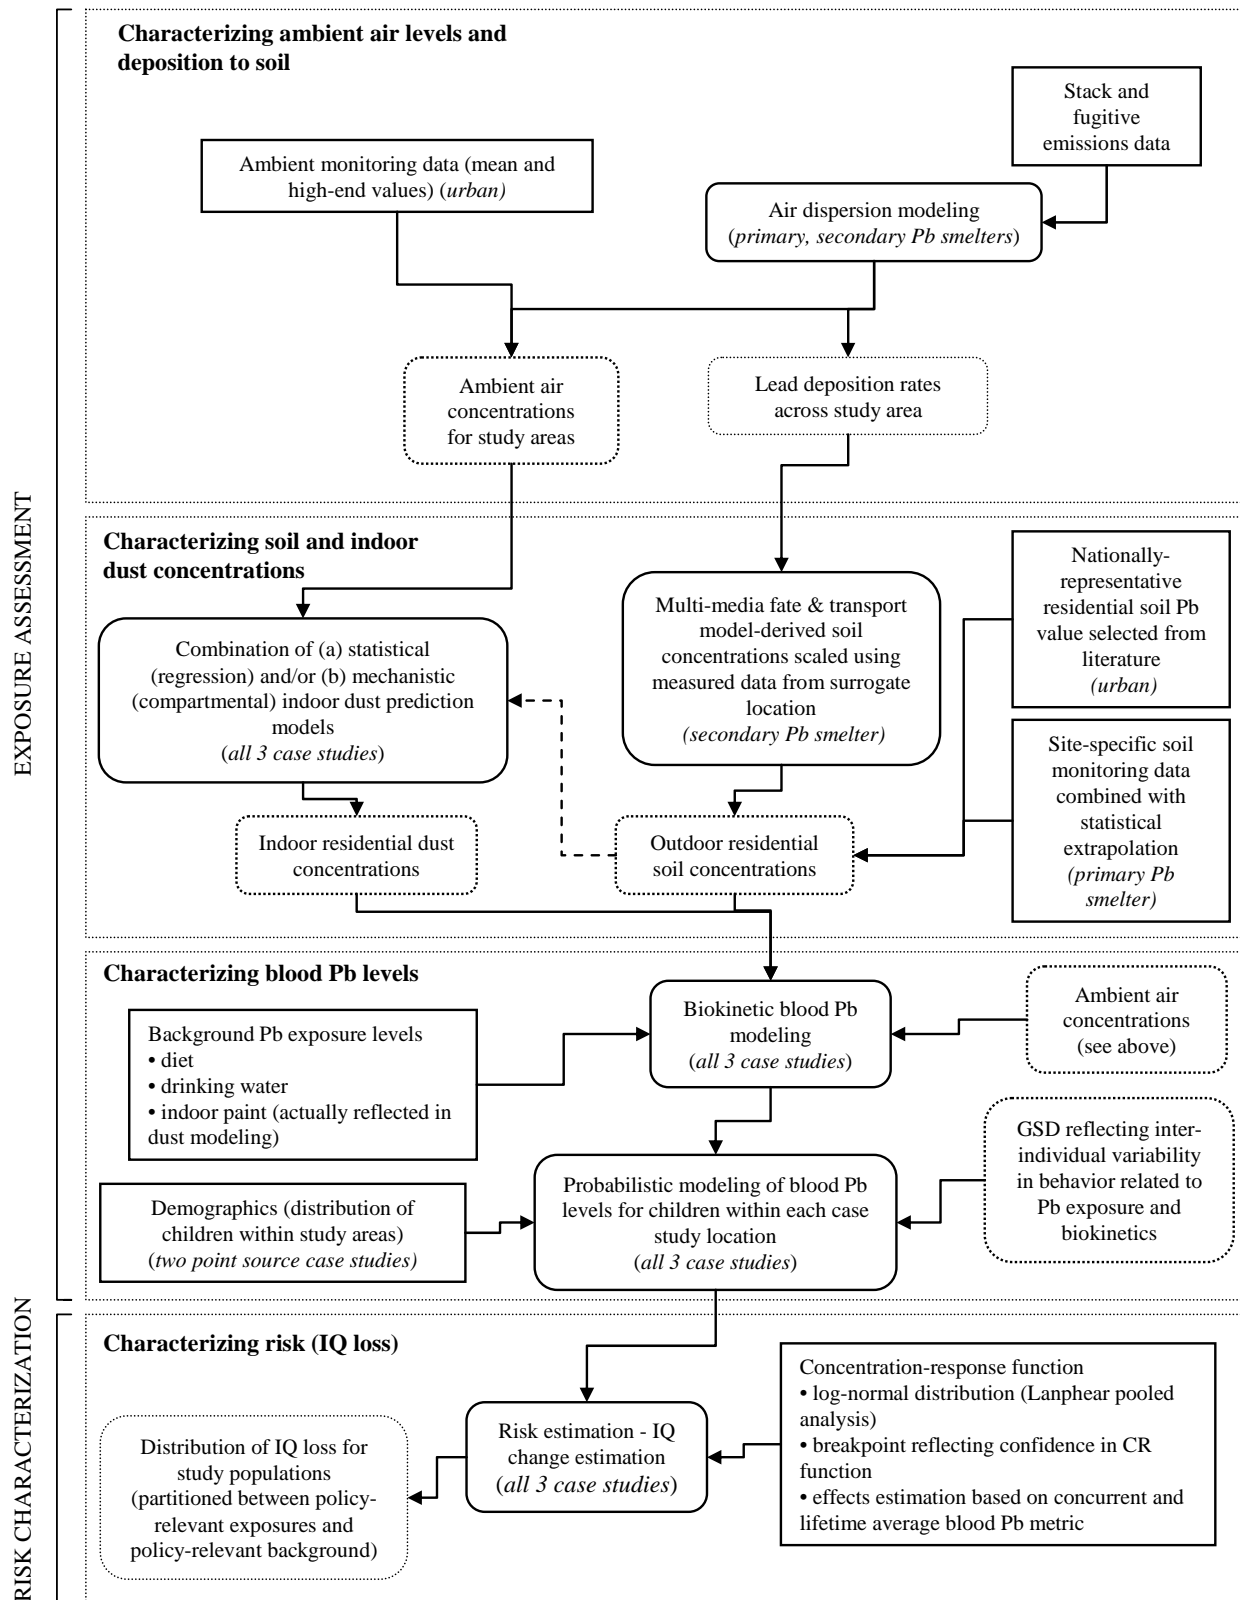 Characterizing ambient air levels and
deposition to soil
Stack and
fugitive
emissions data
Ambient monitoring data (mean and
high-end values) (urban)
Air dispersion modeling
(primary, secondary Pb smelters)
Ambient air
concentrations
for study areas
Lead deposition rates
across study area
EXPOSURE ASSESSMENT
Characterizing soil and indoor
dust concentrations
Nationally-
representative
residential soil Pb
value selected from
literature
(urban)
Multi-media fate & transport
model-derived soil
concentrations scaled using
measured data from surrogate
location
(secondary Pb smelter)
Combination of (a) statistical
(regression) and/or (b) mechanistic
(compartmental) indoor dust prediction
models
(all 3 case studies)
Site-specific soil
monitoring data
combined with
statistical
extrapolation
(primary Pb
smelter)
Indoor residential dust
concentrations
Outdoor residential
soil concentrations
Characterizing blood Pb levels
Biokinetic blood Pb
modeling
(all 3 case studies)
Ambient air
concentrations
(see above)
Background Pb exposure levels
• diet
• drinking water
• indoor paint (actually reflected in
dust modeling)
GSD reflecting inter-
individual variability
in behavior related to
Pb exposure and
biokinetics
Probabilistic modeling of blood Pb
levels for children within each case
study location
(all 3 case studies)
Demographics (distribution of
children within study areas)
(two point source case studies)
RISK CHARACTERIZATION
Characterizing risk (IQ loss)
Concentration-response function
• log-normal distribution (Lanphear pooled
analysis)
• breakpoint reflecting confidence in CR
function
• effects estimation based on concurrent and
lifetime average blood Pb metric
Risk estimation - IQ
change estimation
(all 3 case studies)
Distribution of IQ loss for
study populations
(partitioned between policy-
relevant exposures and
policy-relevant background)